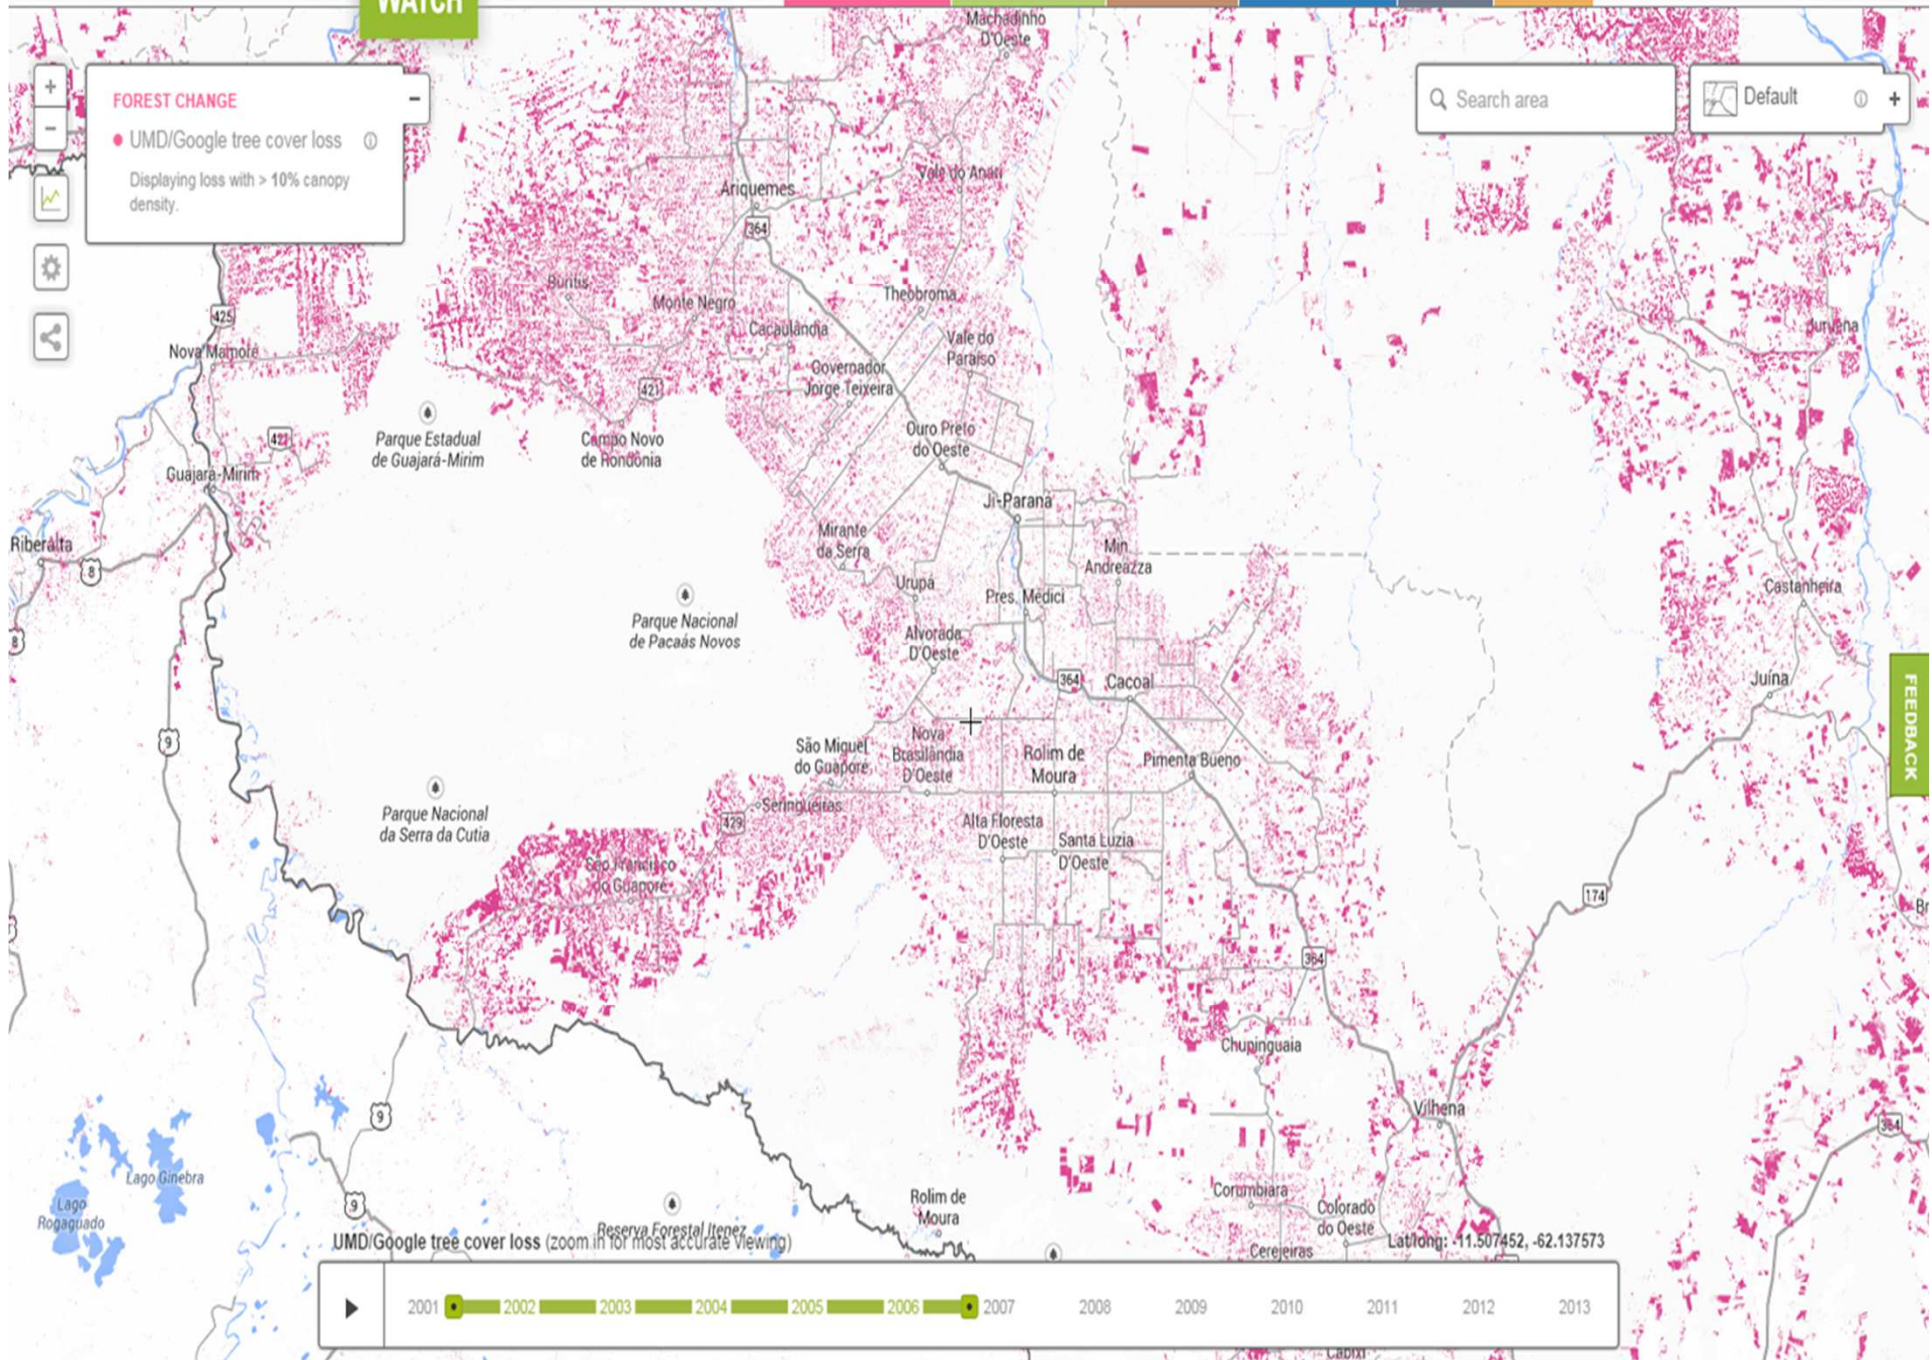 WATCH
FOREST CHANGE
UMD/Google tree cover loss
Displaying loss with > 10% canopy
density.
+
−
−
Search area
Default
+
Machadinho
D'Oeste
Ariquemes
Vale do Anari
364
Buritis
Monte Negro
Theobroma
Cacaulândia
Vale do
Paraíso
Governador
Jorge Teixeira
425
Nova Mamoré
421
Juruena
Parque Estadual
de Guajará-Mirim
Campo Novo
de Rondônia
Ouro Preto
do Oeste
421
Guajará-Mirim
Ji-Paraná
Riberalta
8
Mirante
da Serra
Min.
Andreazza
Urupá
Pres. Médici
Castanheira
8
Parque Nacional
de Pacaás Novos
Alvorada
D'Oeste
364
Cacoal
Juína
FEEDBACK
9
São Miguel
do Guaporé
Nova
Brasilândia
D'Oeste
Rolim de
Moura
Pimenta Bueno
Parque Nacional
da Serra da Cutia
Seringueiras
429
Alta Floresta
D'Oeste
Santa Luzia
D'Oeste
São Francisco
do Guaporé
174
Br
364
Chupinguaia
Vilhena
9
364
Lago Ginebra
Lago
Rogaguado
9
Reserva Forestal Itenez
Rolim de
Moura
Corumbiara
Colorado
do Oeste
Cerejeiras
UMD/Google tree cover loss (zoom in for most accurate viewing)
Lat/long: -11.507452, -62.137573
2001 2002 2003 2004 2005 2006 2007 2008 2009 2010 2011 2012 2013
Cabixi